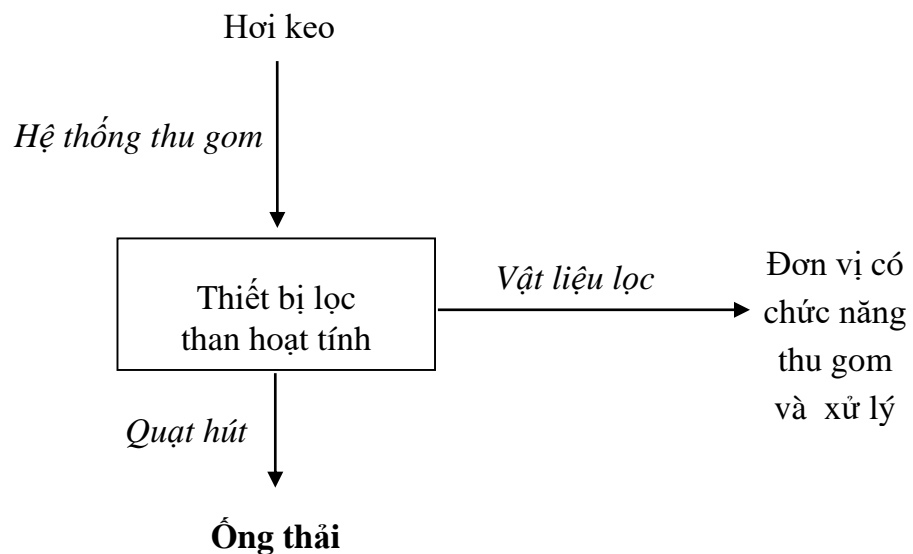 Hơi keo
Hệ thống thu gom
Thiết bị lọc
than hoạt tính
Vật liệu lọc
Đơn vị có
chức năng
thu gom
và xử lý
Quạt hút
Ống thải